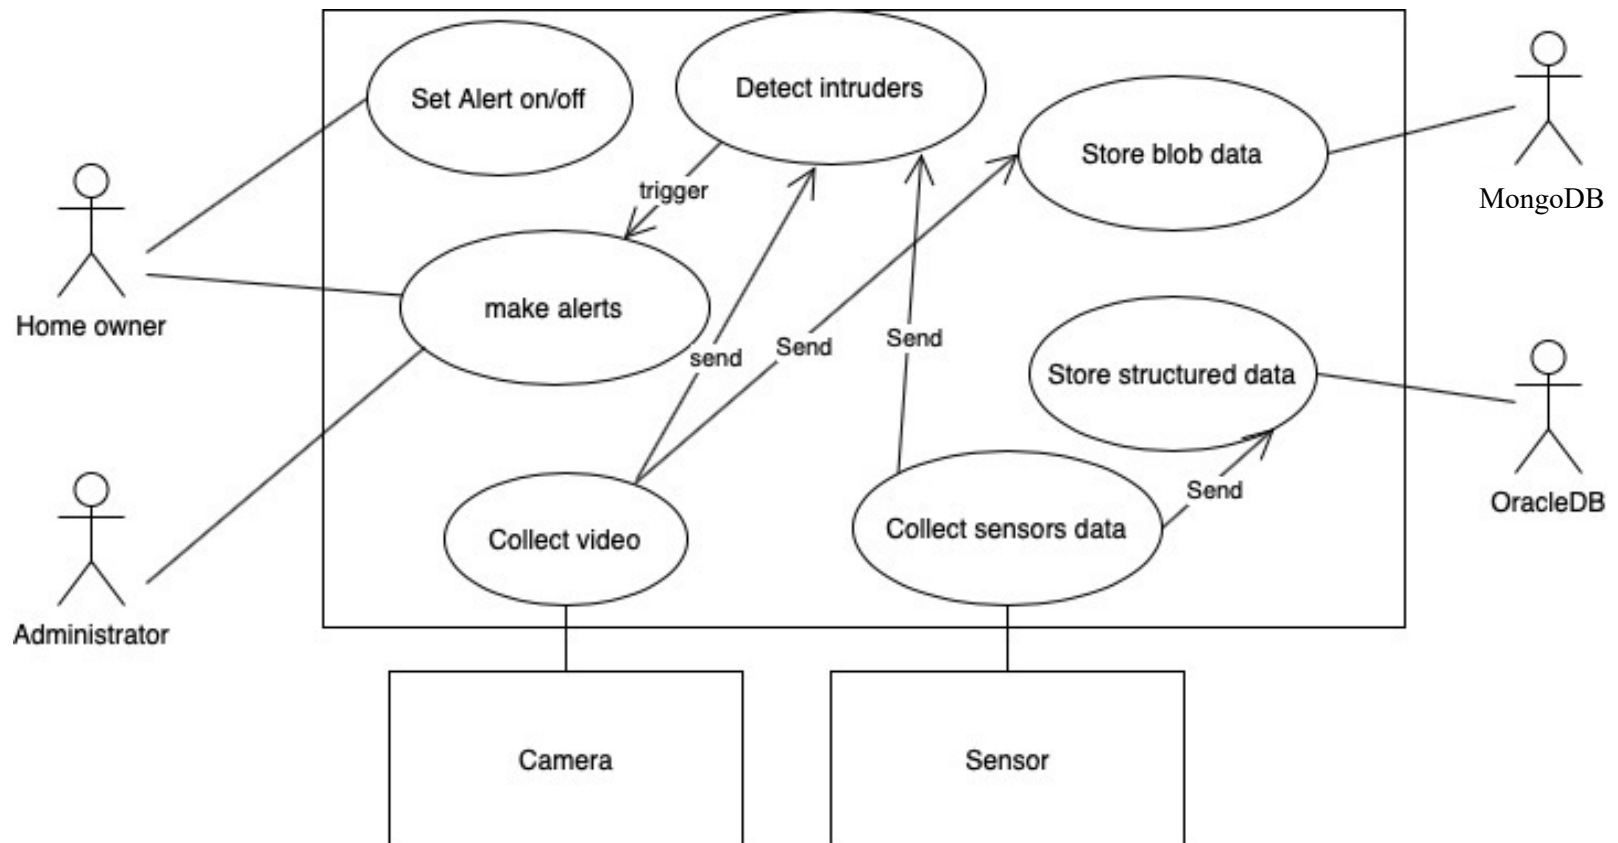 Set Alert on/off
Detect intruders
Store blob data
MongoDB
trigger
Home owner
make alerts
send
Send
Send
Store structured data
OracleDB
Send
Collect video
Collect sensors data
Administrator
Camera
Sensor